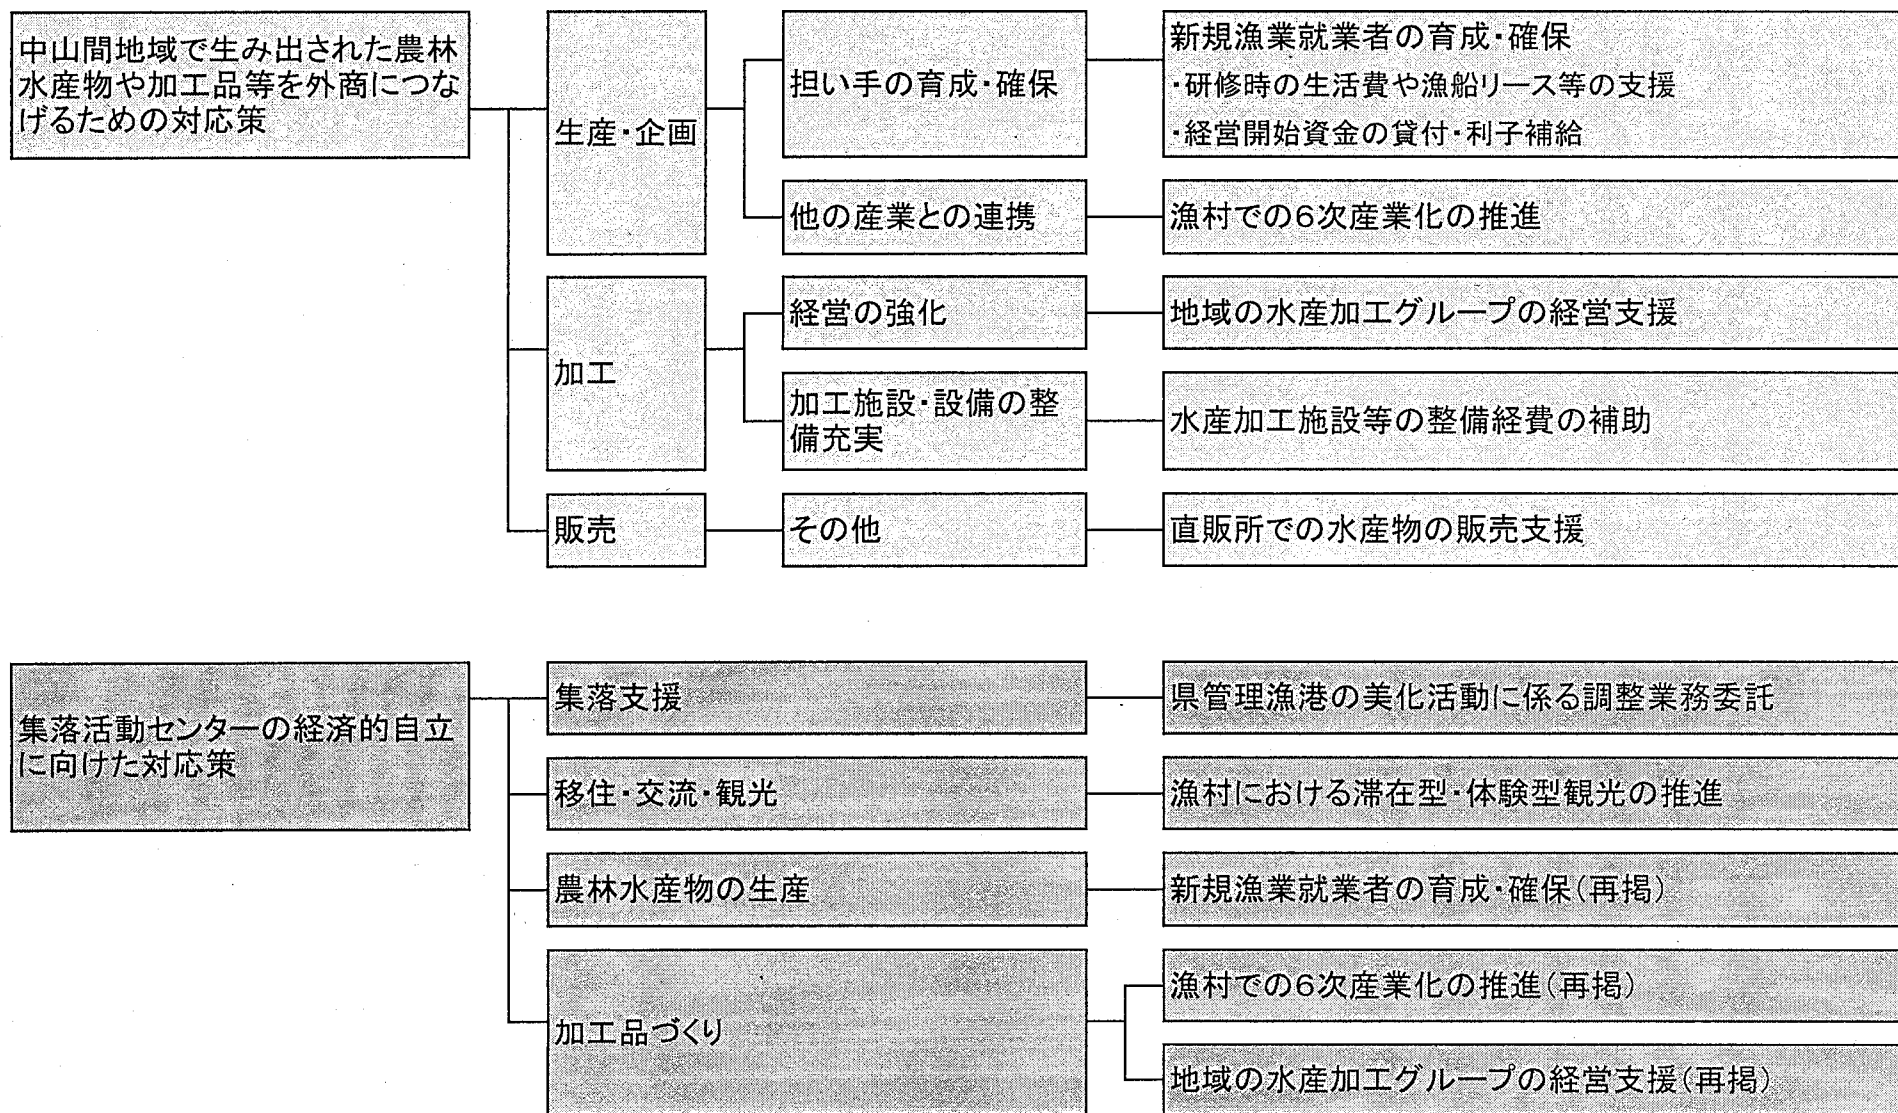 中山間地域で生み出された農林
水産物や加工品等を外商につな
げるための対応策
生産・企画
担い手の育成・確保
新規漁業就業者の育成・確保
・研修時の生活費や漁船リース等の支援
・経営開始資金の貸付・利子補給
他の産業との連携
漁村での6次産業化の推進
加工
経営の強化
地域の水産加工グループの経営支援
加工施設・設備の整
備充実
水産加工施設等の整備経費の補助
販売
その他
直販所での水産物の販売支援
集落活動センターの経済的自立
に向けた対応策
集落支援
県管理漁港の美化活動に係る調整業務委託
移住・交流・観光
漁村における滞在型・体験型観光の推進
農林水産物の生産
新規漁業就業者の育成・確保(再掲)
加工品づくり
漁村での6次産業化の推進(再掲)
地域の水産加工グループの経営支援(再掲)